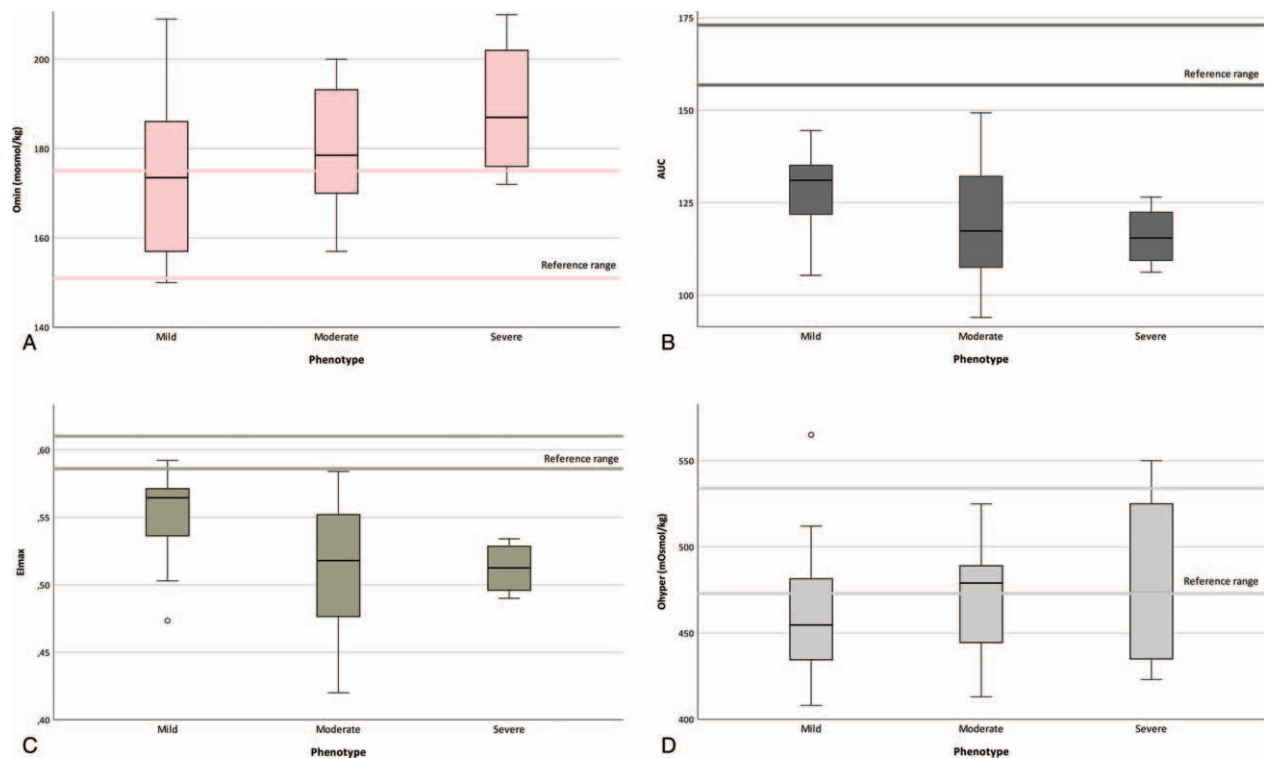 200
180
160
140
Omin (mosmol/kg)
Reference range
Mild
Moderate
Severe
Phenotype
A
175
150
125
100
AUC
Reference range
Mild
Moderate
Severe
Phenotype
B
,60
,55
,50
,45
,40
EImax
Reference range
Mild
Moderate
Severe
Phenotype
C
550
500
450
400
Ohyper (mOsmol/kg)
Reference range
Mild
Moderate
Severe
Phenotype
D